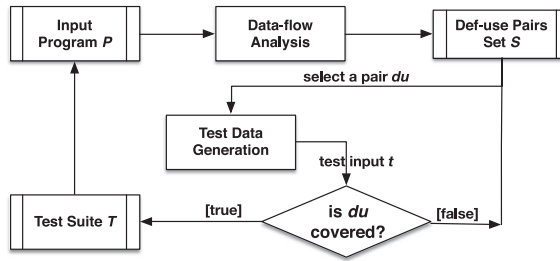 Input
Program P
Data-flow
Analysis
Def-use Pairs
Set S
select a pair du
Test Data
Generation
test input t
Test Suite T
[true]
is du
covered?
[false]